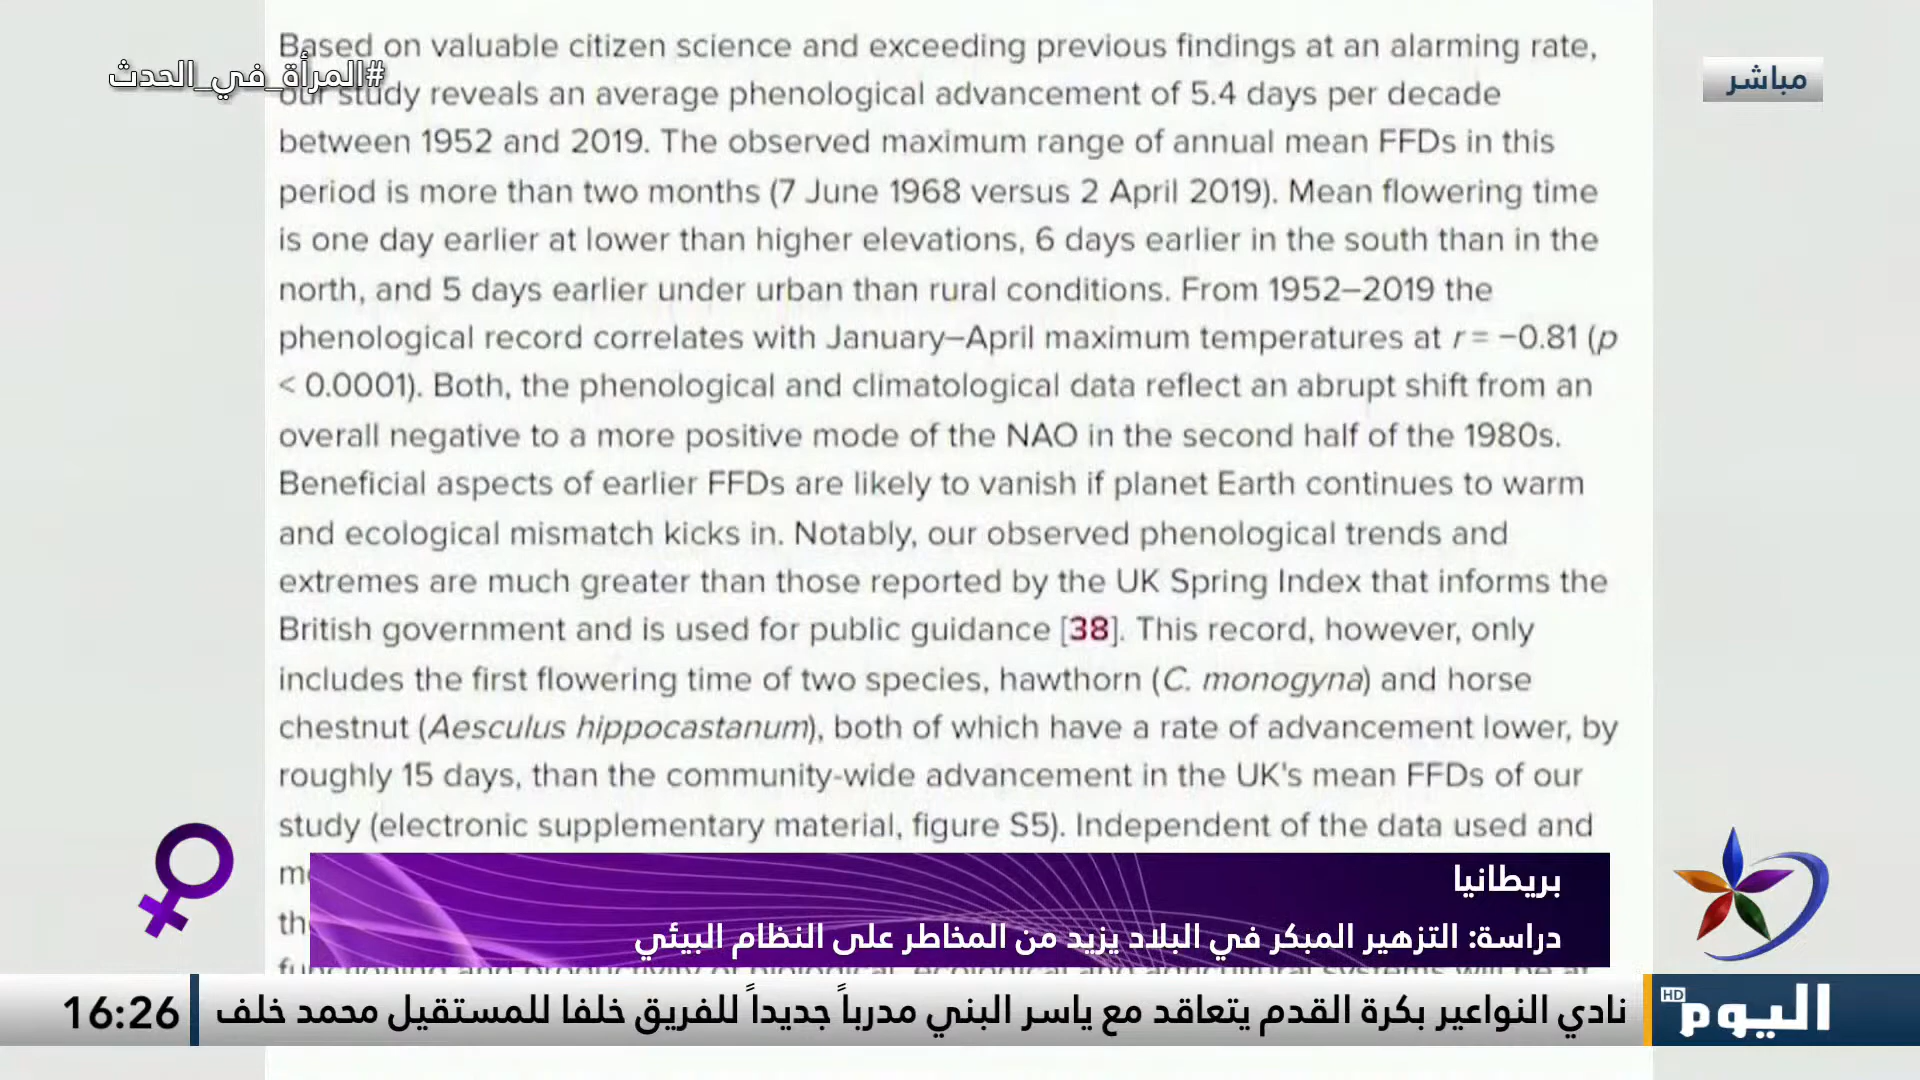 Based on valuable citizen science and exceeding previous findings at an alarming rate,
#المرأة_في_الحدث
مباشر
our study reveals an average phenological advancement of 5.4 days per decade
between 1952 and 2019. The observed maximum range of annual mean FFDs in this
period is more than two months (7 June 1968 versus 2 April 2019). Mean flowering time
is one day earlier at lower than higher elevations, 6 days earlier in the south than in the
north, and 5 days earlier under urban than rural conditions. From 1952–2019 the
phenological record correlates with January–April maximum temperatures at r = −0.81 (p
< 0.0001). Both, the phenological and climatological data reflect an abrupt shift from an
overall negative to a more positive mode of the NAO in the second half of the 1980s.
Beneficial aspects of earlier FFDs are likely to vanish if planet Earth continues to warm
and ecological mismatch kicks in. Notably, our observed phenological trends and
extremes are much greater than those reported by the UK Spring Index that informs the
British government and is used for public guidance [38]. This record, however, only
includes the first flowering time of two species, hawthorn (C. monogyna) and horse
chestnut (Aesculus hippocastanum), both of which have a rate of advancement lower, by
roughly 15 days, than the community-wide advancement in the UK's mean FFDs of our
study (electronic supplementary material, figure S5). Independent of the data used and
بريطانيا
دراسة: التزهير المبكر في البلاد يزيد من المخاطر على النظام البيئي
functioning and productivity of biological, ecological and agricultural systems will be at
نادي النواعير بكرة القدم يتعاقد مع ياسر البني مدرباً جديداً للفريق خلفا للمستقيل محمد خلف
16:26
اليوم HD